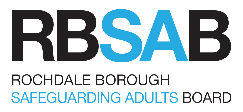 RBSAB
ROCHDALE BOROUGH
SAFEGUARDING ADULTS BOARD